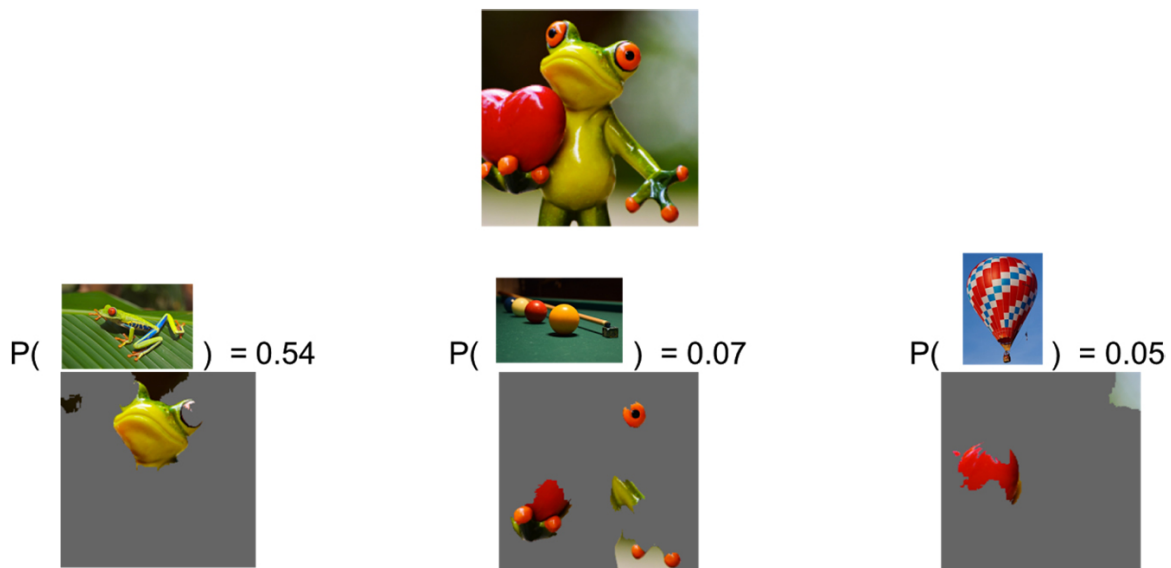 P( ) = 0.54
P( ) = 0.07
P( ) = 0.05